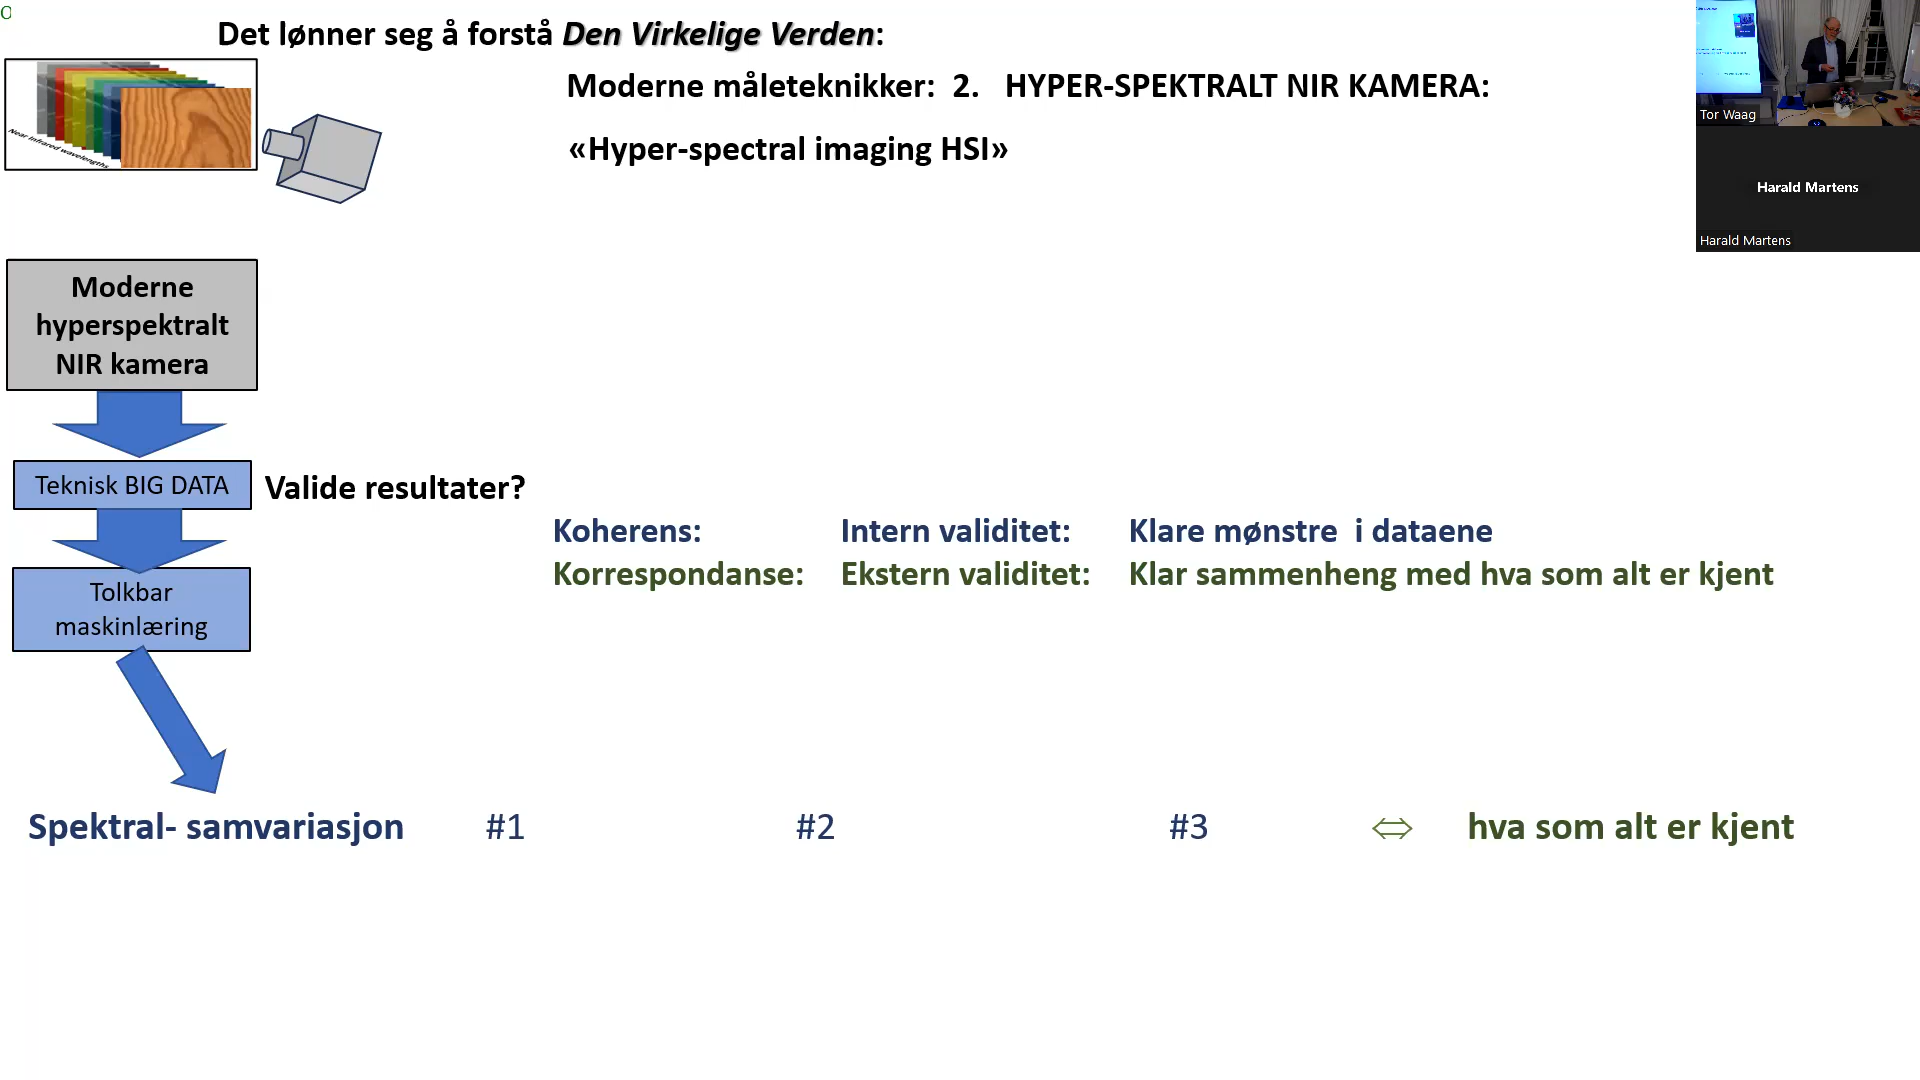 O
Det lønner seg å forstå Den Virkelige Verden:
Moderne måleteknikker: 2. HYPER-SPEKTRALT NIR KAMERA:
«Hyper-spectral imaging HSI»
Near infrared wavelengths
Tor Waag
Harald Martens
Harald Martens
Moderne
hyperspektralt
NIR kamera
Teknisk BIG DATA
Valide resultater?
Koherens: Intern validitet: Klare mønstre i dataene
Korrespondanse: Ekstern validitet: Klar sammenheng med hva som alt er kjent
Tolkbar
maskinlæring
Spektral- samvariasjon #1 #2 #3 ⇔ hva som alt er kjent